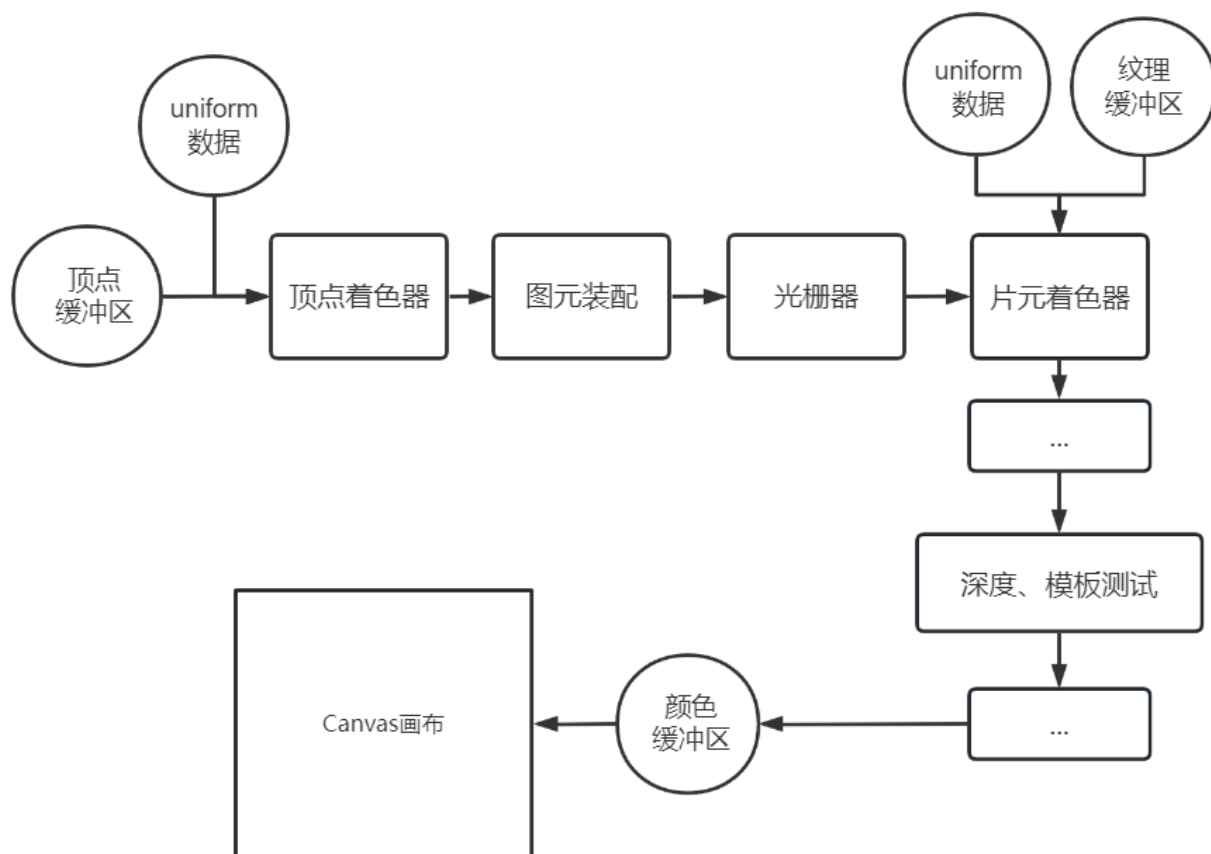 uniform
数据
顶点
缓冲区
顶点着色器
图元装配
光栅器
uniform
数据
纹理
缓冲区
片元着色器
...
深度、模板测试
...
颜色
缓冲区
Canvas画布